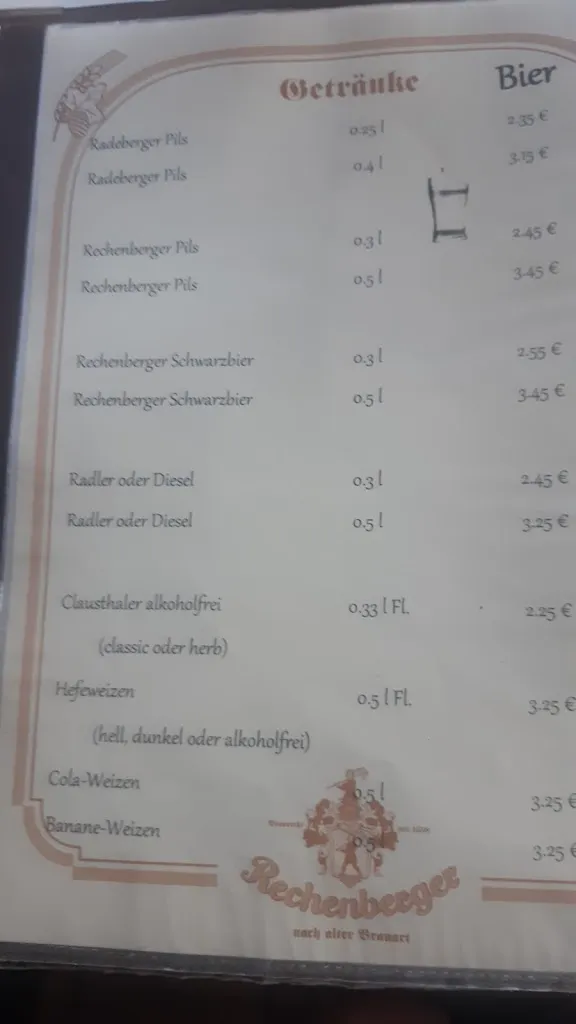 Getränke Bier
Radeberger Pils 0.25 l 2.35 €
Radeberger Pils 0.4 l 3.15 €
Rechenberger Pils 0.3 l 2.45 €
Rechenberger Pils 0.5 l 3.45 €
Rechenberger Schwarzbier 0.3 l 2.55 €
Rechenberger Schwarzbier 0.5 l 3.45 €
Radler oder Diesel 0.3 l 2.45 €
Radler oder Diesel 0.5 l 3.25 €
Clausthaler alkoholfrei 0.33 l Fl. 2.25 €
(classic oder herb)
Hefeweizen 0.5 l Fl. 3.25 €
(hell, dunkel oder alkoholfrei)
Cola-Weizen 0.5 l 3.25 €
Banane-Weizen 0.5 l 3.25 €
Rechenberger
nach alter Brauart